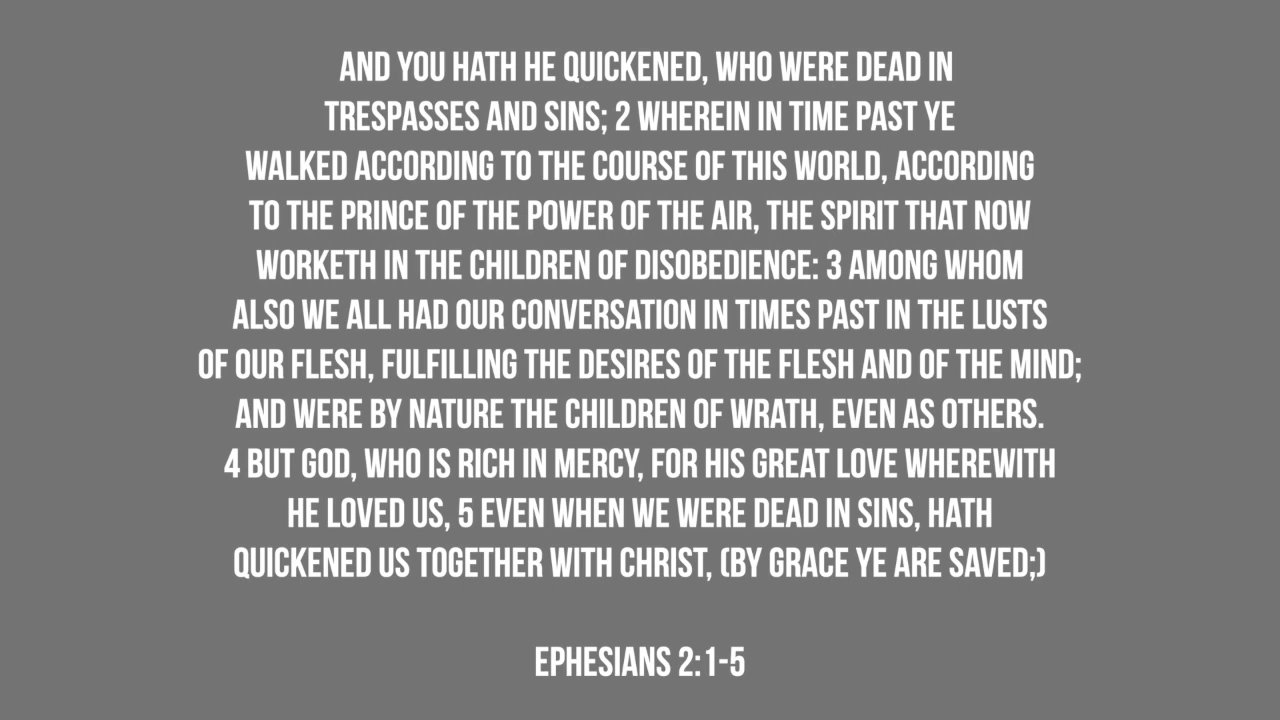 AND YOU HATH HE QUICKENED, WHO WERE DEAD IN
TRESPASSES AND SINS; 2 WHEREIN IN TIME PAST YE
WALKED ACCORDING TO THE COURSE OF THIS WORLD, ACCORDING
TO THE PRINCE OF THE POWER OF THE AIR, THE SPIRIT THAT NOW
WORKETH IN THE CHILDREN OF DISOBEDIENCE: 3 AMONG WHOM
ALSO WE ALL HAD OUR CONVERSATION IN TIMES PAST IN THE LUSTS
OF OUR FLESH, FULFILLING THE DESIRES OF THE FLESH AND OF THE MIND;
AND WERE BY NATURE THE CHILDREN OF WRATH, EVEN AS OTHERS.
4 BUT GOD, WHO IS RICH IN MERCY, FOR HIS GREAT LOVE WHEREWITH
HE LOVED US, 5 EVEN WHEN WE WERE DEAD IN SINS, HATH
QUICKENED US TOGETHER WITH CHRIST, (BY GRACE YE ARE SAVED;)
EPHESIANS 2:1-5